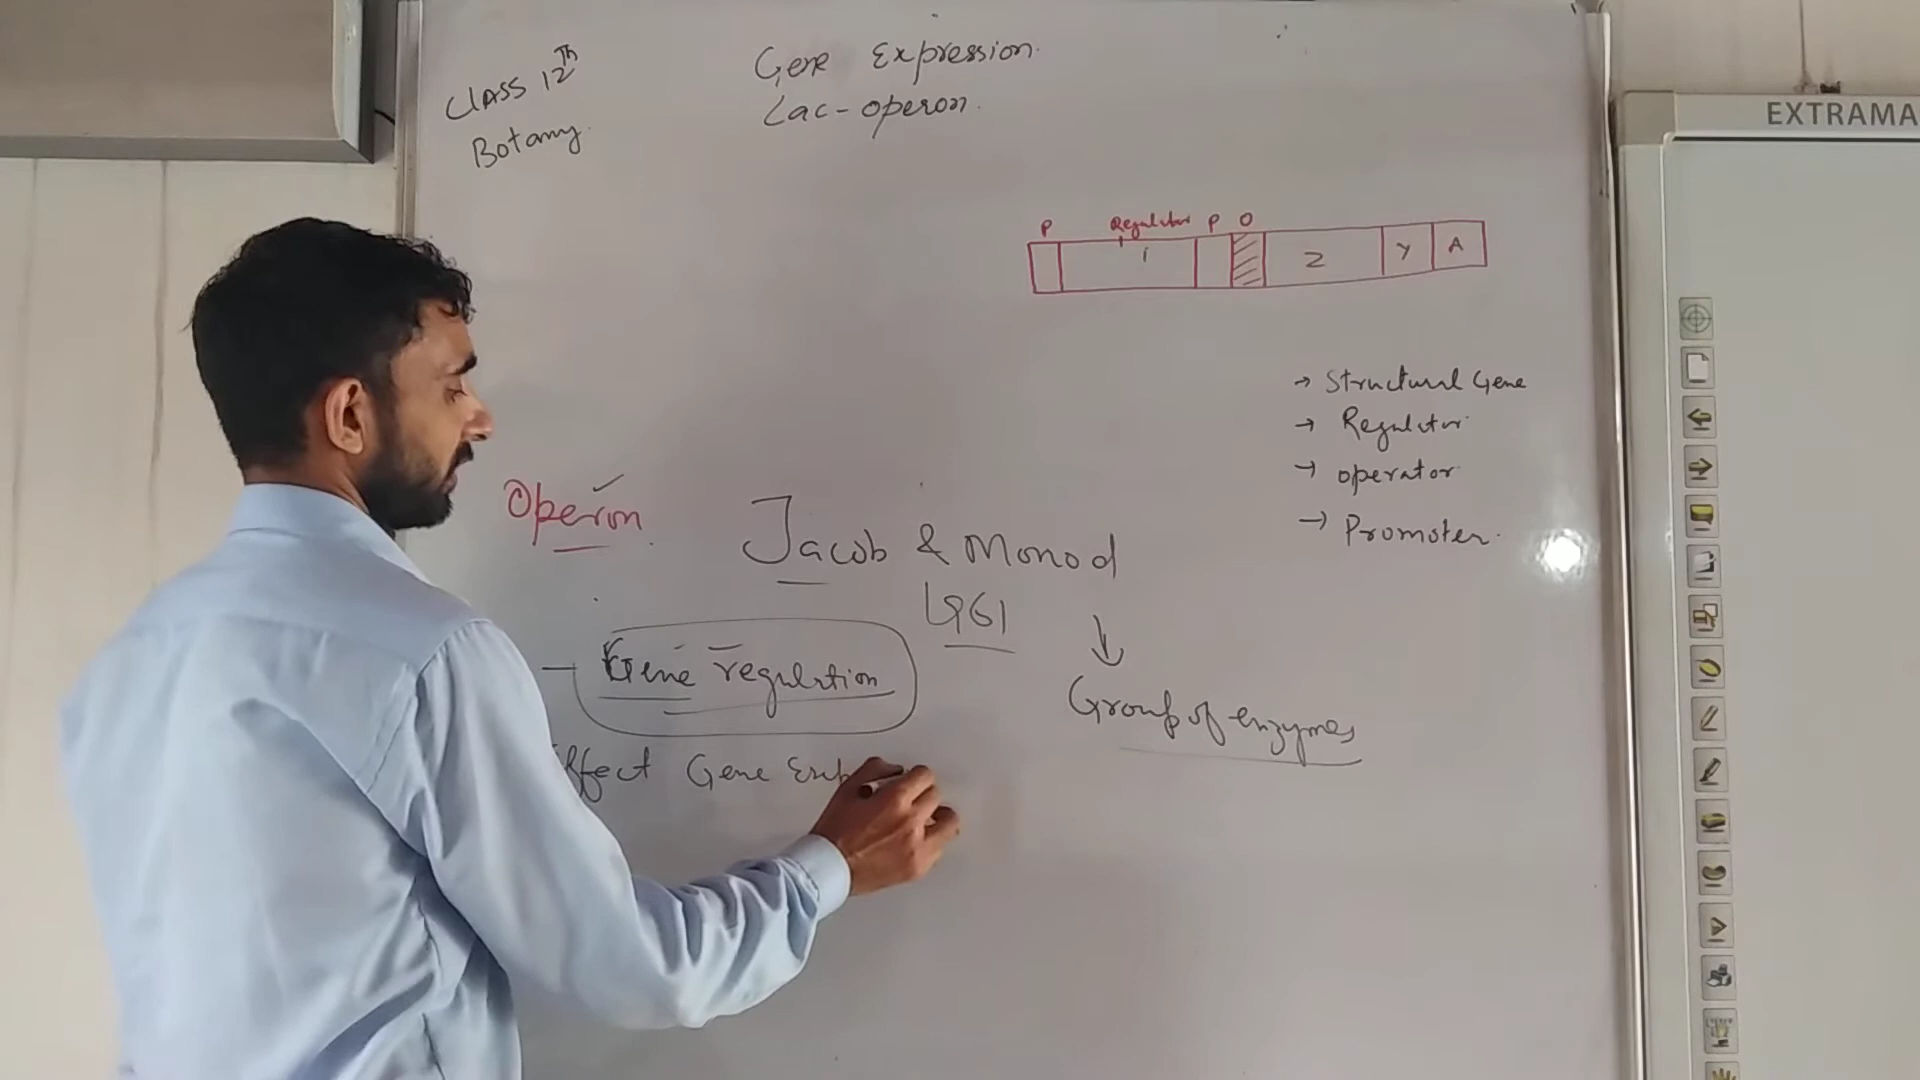 CLASS 12Th
Botany.
Gene Expression.
Lac-operon.
EXTRAMA
P Regulator P O
i Z Y A
→ Structural Gene
→ Regulator
→ operator
→ Promoter.
Operon
Jacob & Monod
1961
Gene regulation
Group of enzymes
ffect Gene